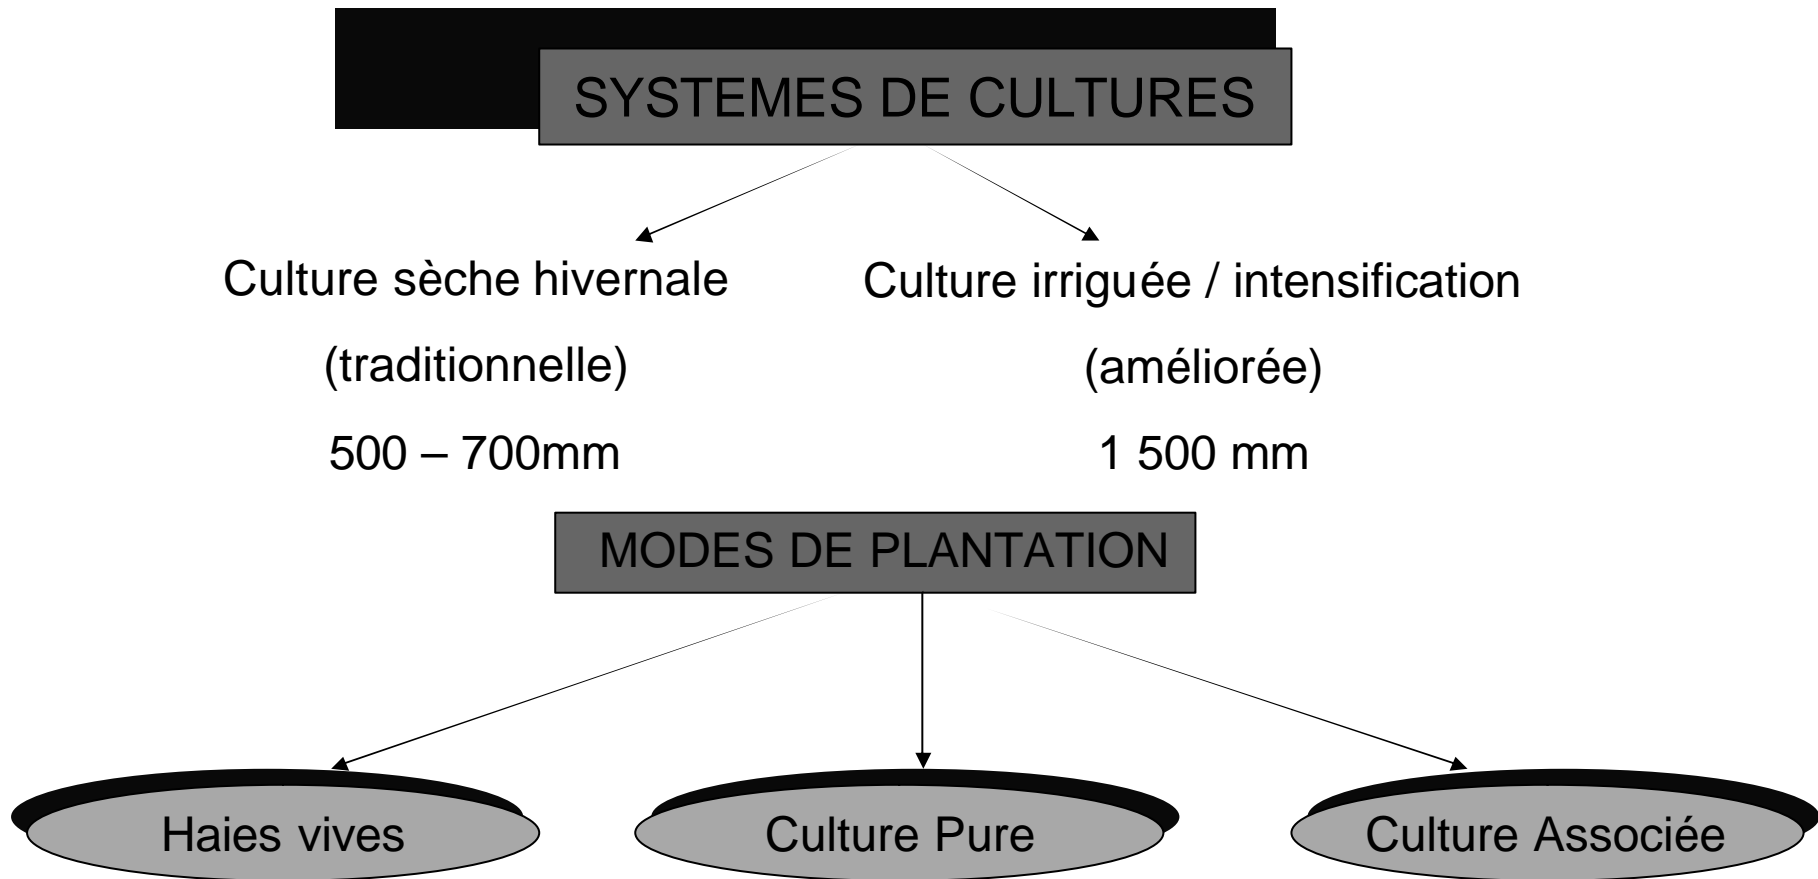 SYSTEMES DE CULTURES
Culture sèche hivernale
(traditionnelle)
500 – 700mm
Culture irriguée / intensification
(améliorée)
1 500 mm
MODES DE PLANTATION
Haies vives
Culture Pure
Culture Associée